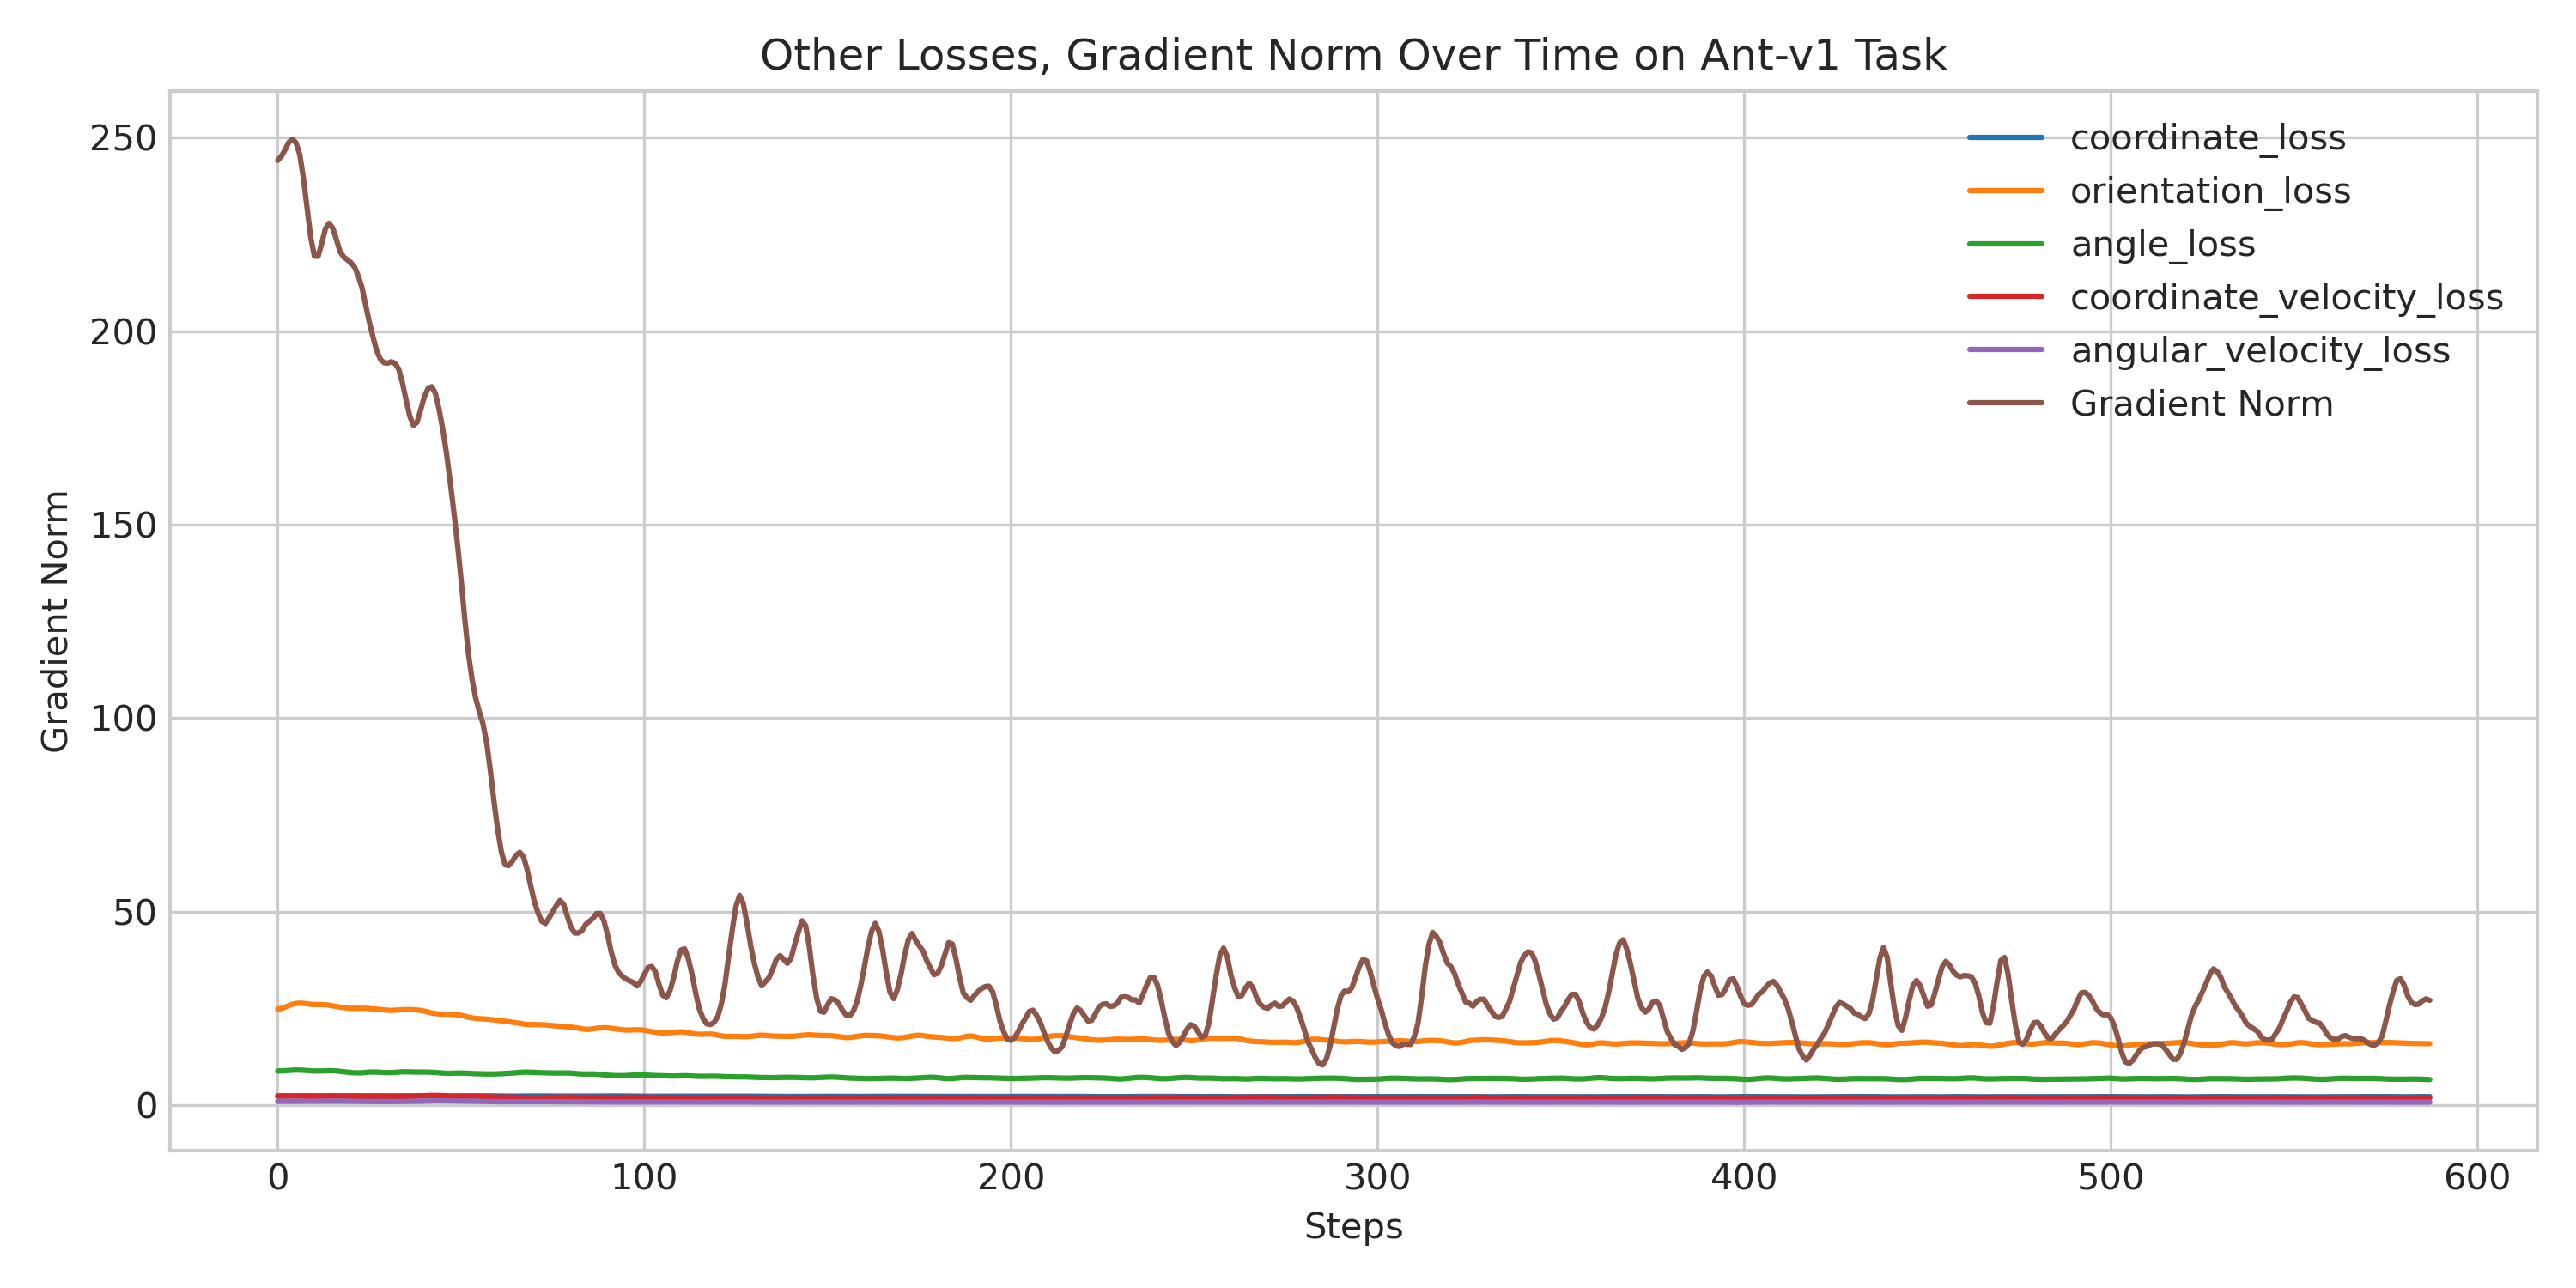 Other Losses, Gradient Norm Over Time on Ant-v1 Task
250
200
150
100
50
0
Gradient Norm
coordinate_loss
orientation_loss
angle_loss
coordinate_velocity_loss
angular_velocity_loss
Gradient Norm
0 100 200 300 400 500 600
Steps